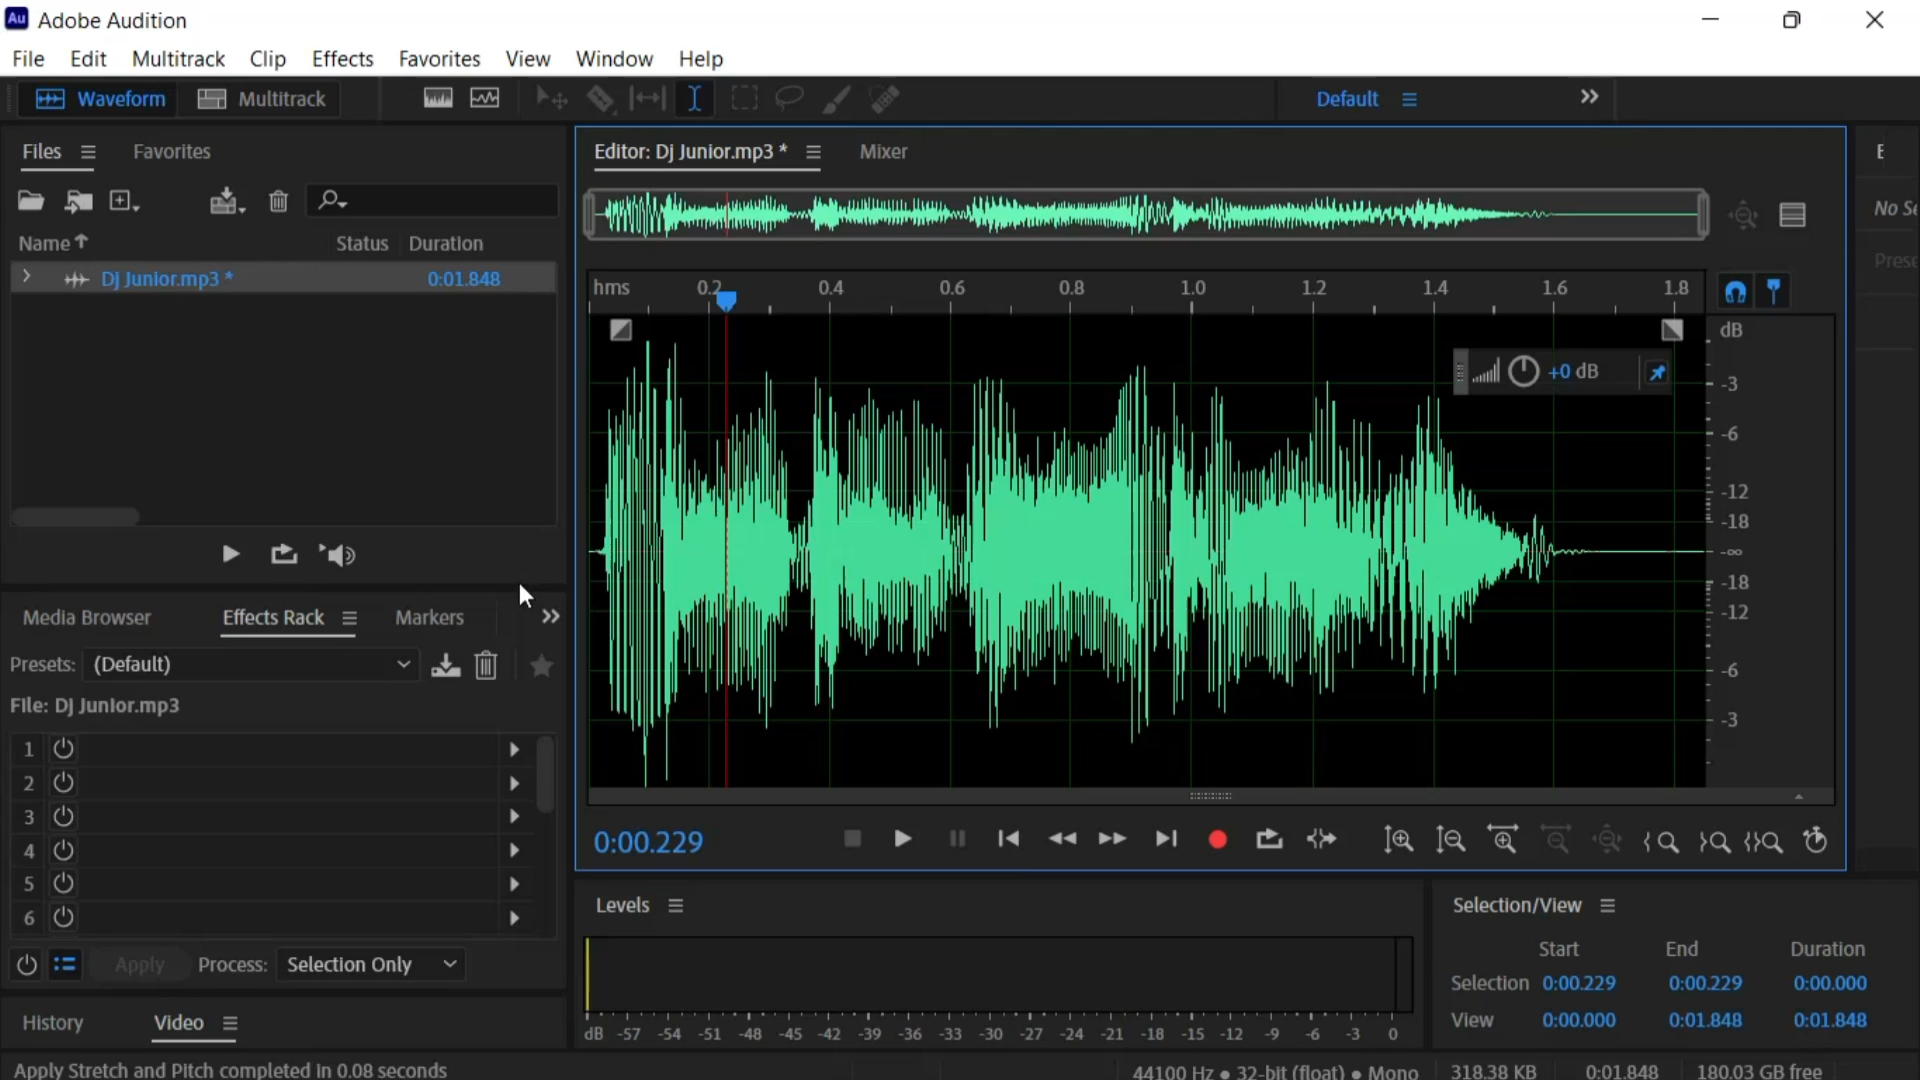 Au Adobe Audition
File Edit Multitrack Clip Effects Favorites View Window Help
Waveform Multitrack Default
Files Favorites
Name Status Duration
Dj Junior.mp3 * 0:01.848
Media Browser Effects Rack Markers
Presets: (Default)
File: Dj Junior.mp3
1
2
3
4
5
6
Apply Process: Selection Only
History Video
Apply Stretch and Pitch completed in 0.08 seconds
Editor: Dj Junior.mp3 * Mixer
hms 0.2 0.4 0.6 0.8 1.0 1.2 1.4 1.6 1.8
dB
+0 dB
-3
-6
-12
-18
-∞
-18
-12
-6
-3
0:00.229
Levels
dB -57 -54 -51 -48 -45 -42 -39 -36 -33 -30 -27 -24 -21 -18 -15 -12 -9 -6 -3 0
Selection/View
Start End Duration
Selection 0:00.229 0:00.229 0:00.000
View 0:00.000 0:01.848 0:01.848
44100 Hz ● 32-bit (float) ● Mono 318.38 KB 0:01.848 180.03 GB free
E
No Se
Prese